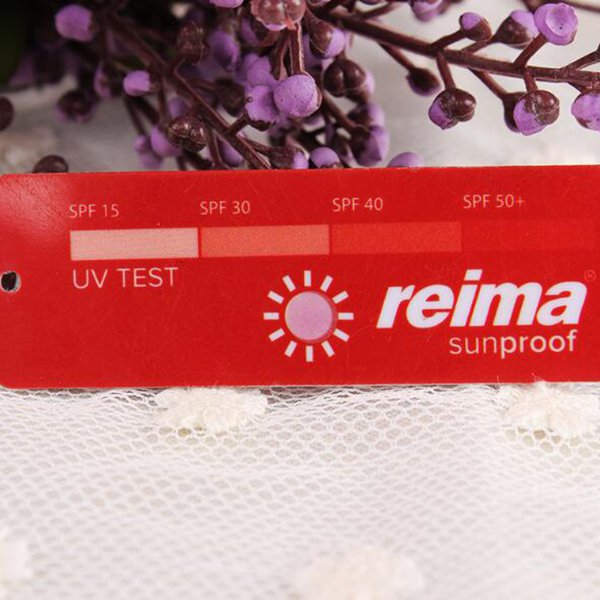 SPF 15 SPF 30 SPF 40 SPF 50+
UV TEST
reima
sunproof